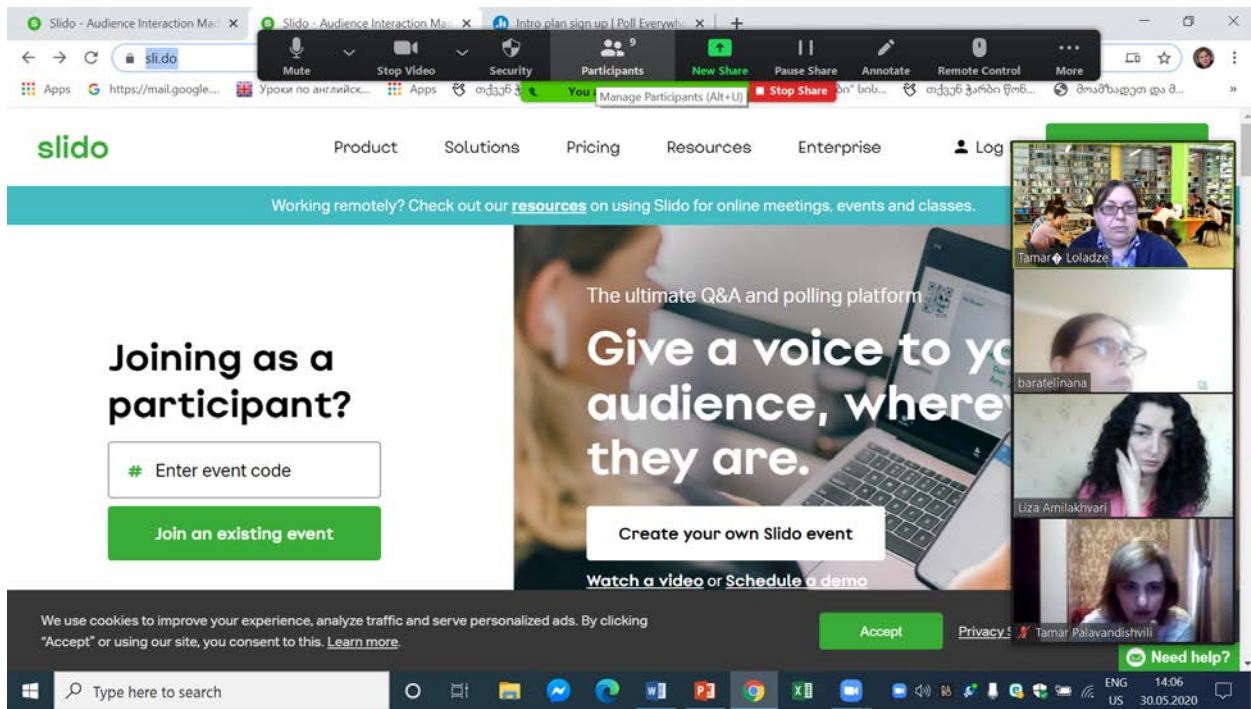 Slido - Audience Interaction Mad
Slido - Audience Interaction Mad
Intro plan sign up | Poll Everywh
sli.do
Mute
Stop Video
Security
Participants
9
New Share
Pause Share
Annotate
Remote Control
More
Apps
https://mail.google....
Уроки по английск...
Apps
You
Manage Participants (Alt+U)
Stop Share
slido
Product
Solutions
Pricing
Resources
Enterprise
Log
Working remotely? Check out our resources on using Slido for online meetings, events and classes.
The ultimate Q&A and polling platform
Give a voice to yo
audience, wherev
they are.
Joining as a
participant?
# Enter event code
Join an existing event
Create your own Slido event
Watch a video or Schedule a demo
Tamar� Loladze
baratelinana
Liza Amilakhvari
Tamar Palavandishvili
We use cookies to improve your experience, analyze traffic and serve personalized ads. By clicking
"Accept" or using our site, you consent to this. Learn more.
Accept
Privacy
Need help?
Type here to search
ENG
US
14:06
30.05.2020